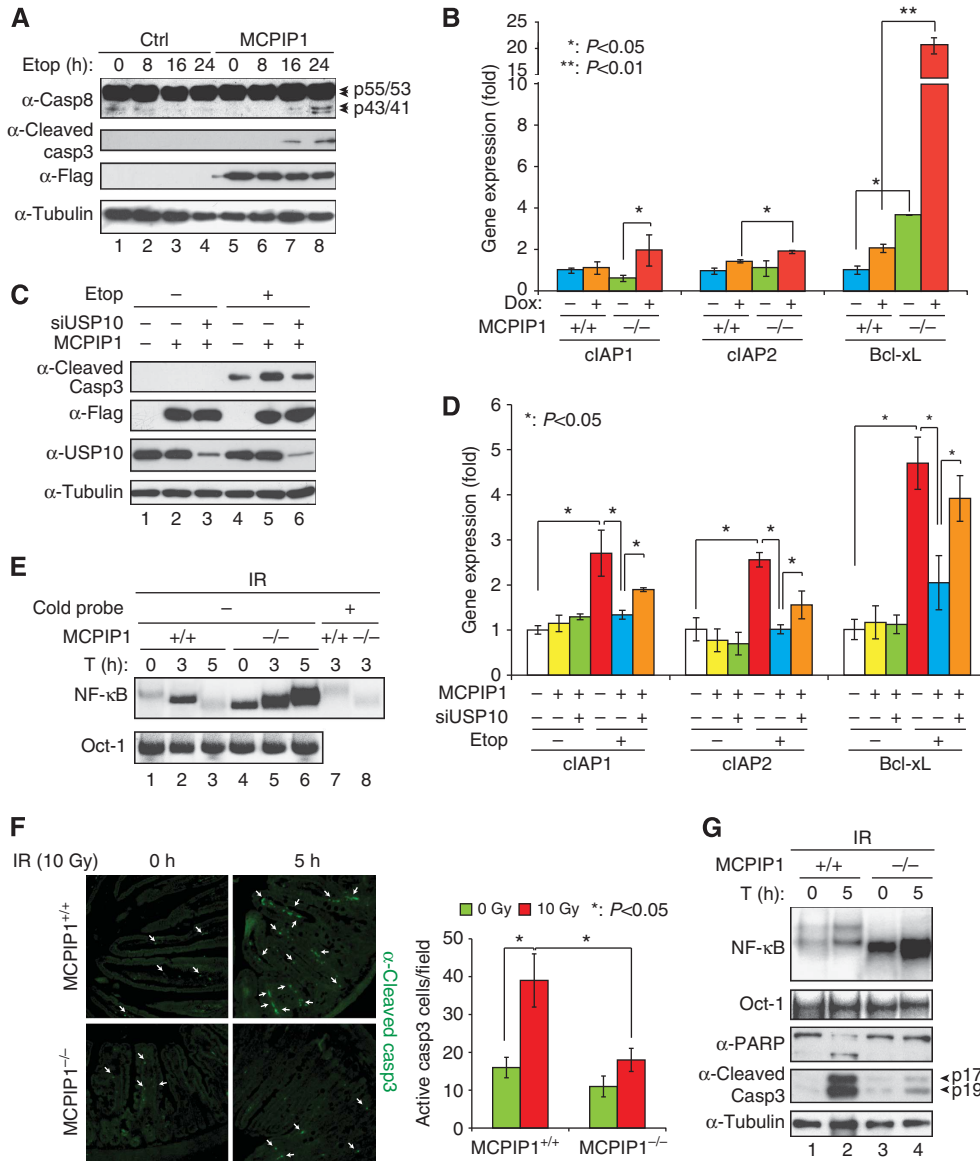 A
Ctrl MCPIP1
Etop (h): 0 8 16 24 0 8 16 24
α-Casp8
p55/53
p43/41
α-Cleaved
casp3
α-Flag
α-Tubulin
1 2 3 4 5 6 7 8
B
Gene expression (fold)
25
20
15
10
8
6
4
2
0
*: P<0.05
**: P<0.01
* * * **
Dox: – + – + – + – + – + – +
MCPIP1 +/+ –/– +/+ –/– +/+ –/–
cIAP1 cIAP2 Bcl-xL
C
Etop – +
siUSP10 – – + – – +
MCPIP1 – + + – + +
α-Cleaved
Casp3
α-Flag
α-USP10
α-Tubulin
1 2 3 4 5 6
D
Gene expression (fold)
6
5
4
3
2
1
0
*: P<0.05
* * * * * * * * *
MCPIP1 – + + – + + – + + – + + – + + – + +
siUSP10 – – + – – + – – + – – + – – + – – +
Etop – + – + – +
cIAP1 cIAP2 Bcl-xL
E
IR
Cold probe – +
MCPIP1 +/+ –/– +/+ –/–
T (h): 0 3 5 0 3 5 3 3
NF-κB
Oct-1
1 2 3 4 5 6 7 8
F
IR (10 Gy) 0 h 5 h
MCPIP1+/+
MCPIP1–/–
α-Cleaved casp3
0 Gy 10 Gy *: P<0.05
Active casp3 cells/field
50
40
30
20
10
0
* *
MCPIP1+/+ MCPIP1–/–
G
IR
MCPIP1 +/+ –/–
T (h): 0 5 0 5
NF-κB
Oct-1
α-PARP
α-Cleaved
Casp3
p17
p19
α-Tubulin
1 2 3 4